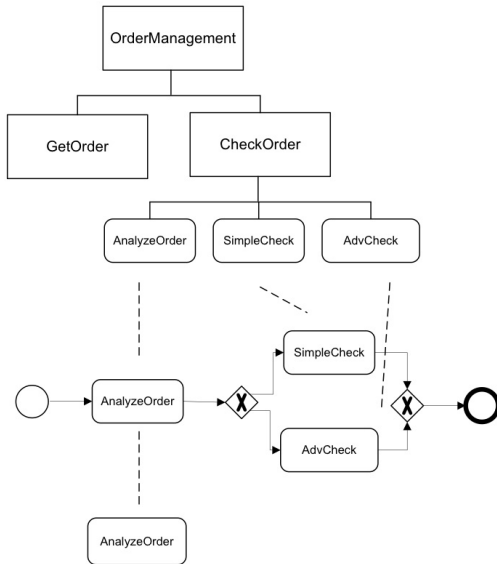 OrderManagement
GetOrder
CheckOrder
AnalyzeOrder
SimpleCheck
AdvCheck
SimpleCheck
AnalyzeOrder
X
X
AdvCheck
AnalyzeOrder